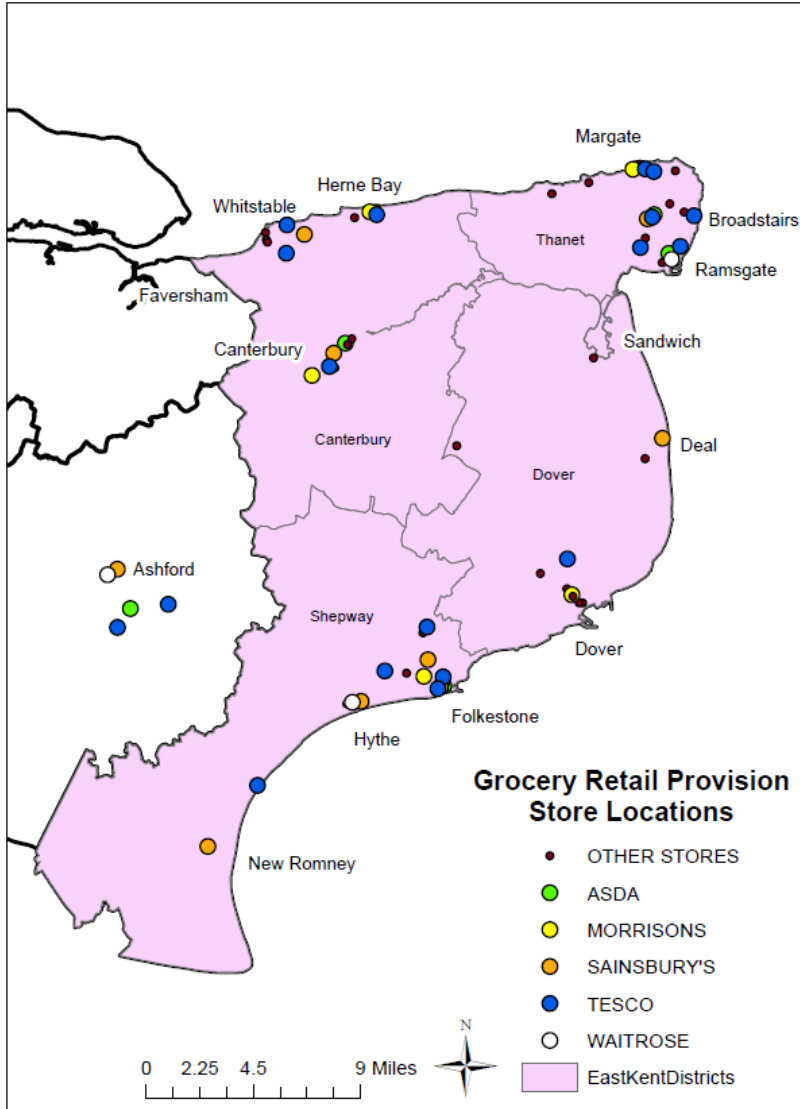 Margate
Herne Bay
Whitstable
Broadstairs
Thanet
Ramsgate
Faversham
Sandwich
Canterbury
Canterbury
Deal
Dover
Ashford
Shepway
Dover
Folkestone
Hythe
New Romney
Grocery Retail Provision
Store Locations
OTHER STORES
ASDA
MORRISONS
SAINSBURY'S
TESCO
WAITROSE
EastKentDistricts
N
0 2.25 4.5 9 Miles